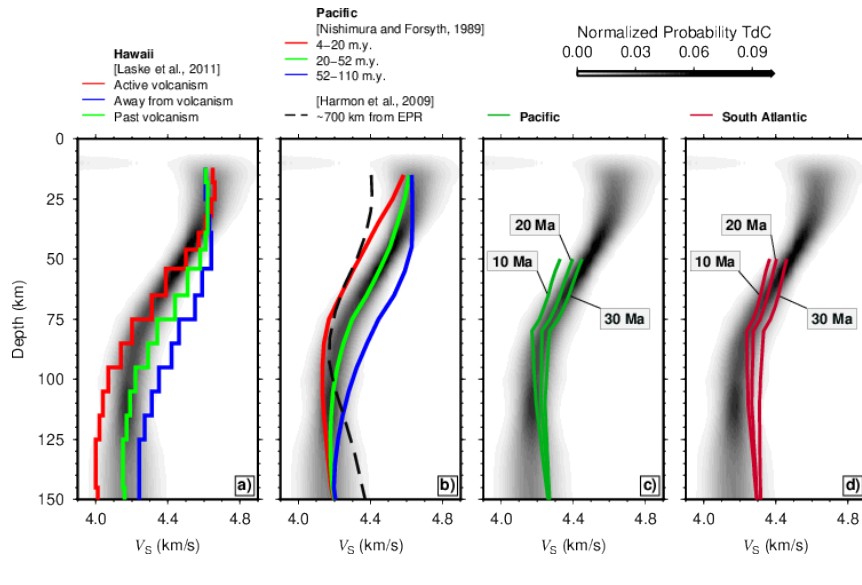 Normalized Probability TdC
0.00 0.03 0.06 0.09
Hawaii
[Laske et al., 2011]
Active volcanism
Away from volcanism
Past volcanism
Pacific
[Nishimura and Forsyth, 1989]
4–20 m.y.
20–52 m.y.
52–110 m.y.
[Harmon et al., 2009]
~700 km from EPR
Pacific
South Atlantic
Depth (km)
0
25
50
75
100
125
150
20 Ma
10 Ma
30 Ma
20 Ma
10 Ma
30 Ma
a)
b)
c)
d)
4.0 4.4 4.8
4.0 4.4 4.8
4.0 4.4 4.8
4.0 4.4 4.8
VS (km/s)
VS (km/s)
VS (km/s)
VS (km/s)